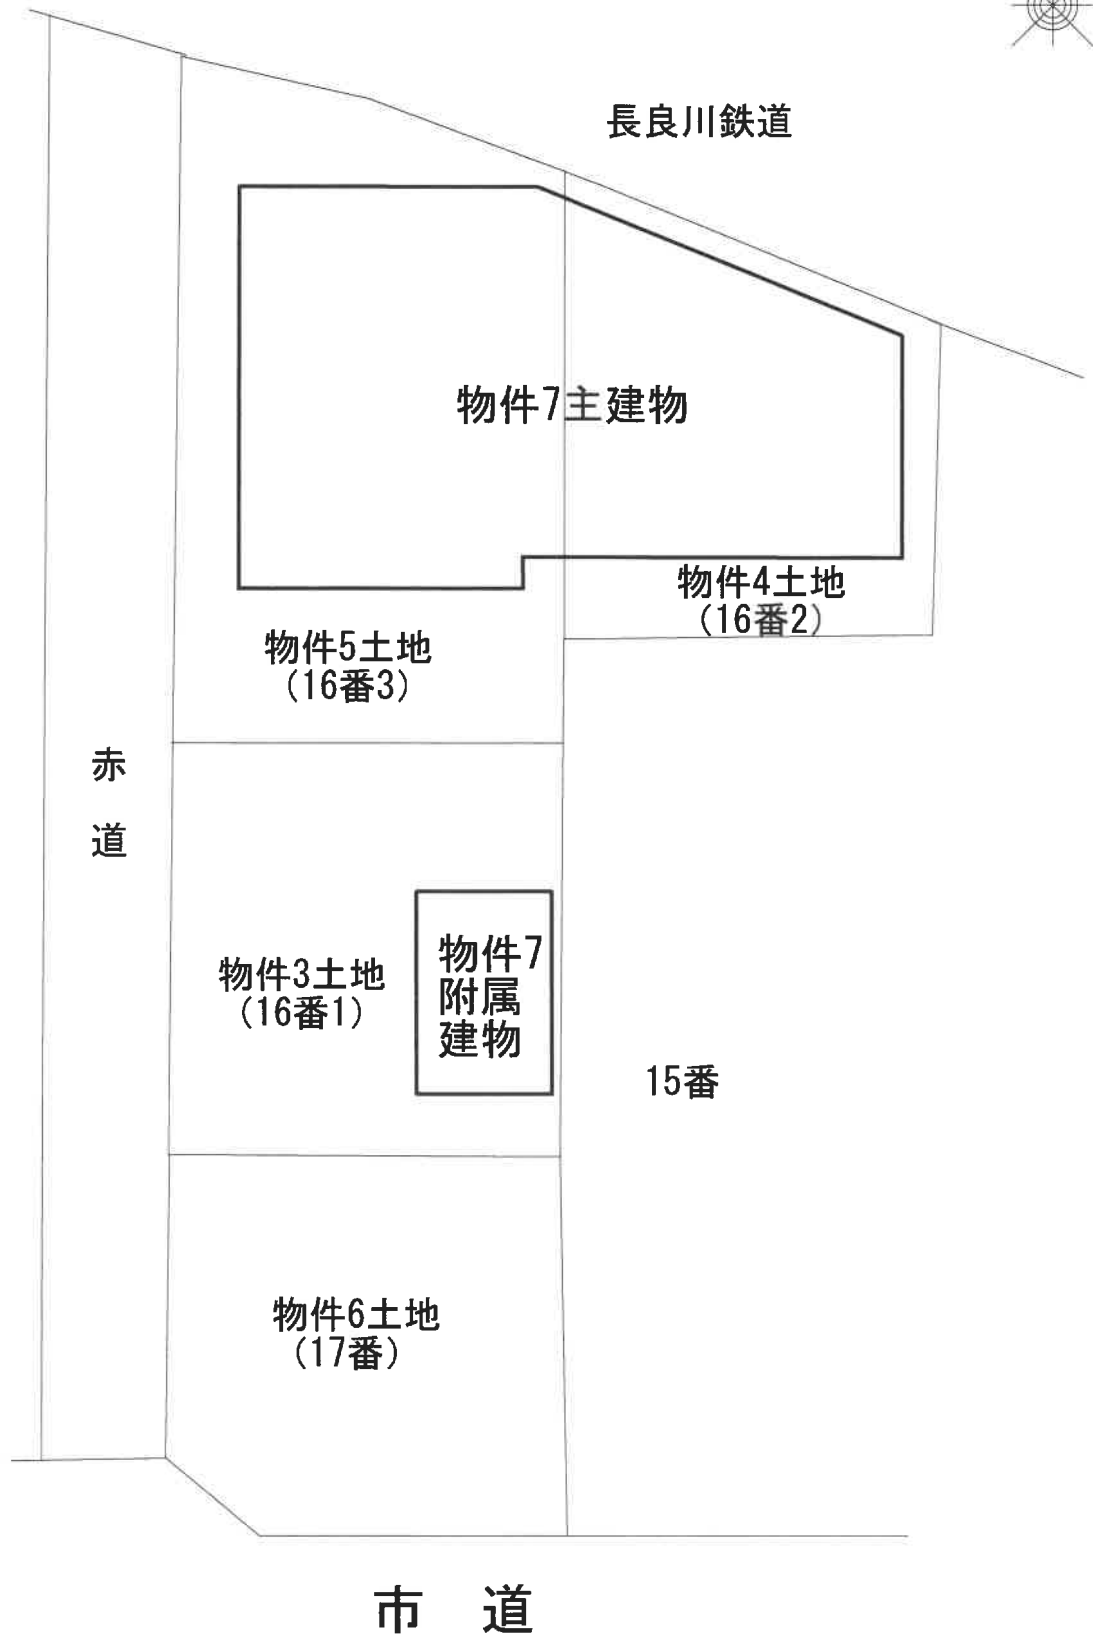 長良川鉄道
物件7主建物
物件4土地
(16番2)
物件5土地
(16番3)
赤
道
物件3土地
(16番1)
物件7
附属
建物
15番
物件6土地
(17番)
市 道